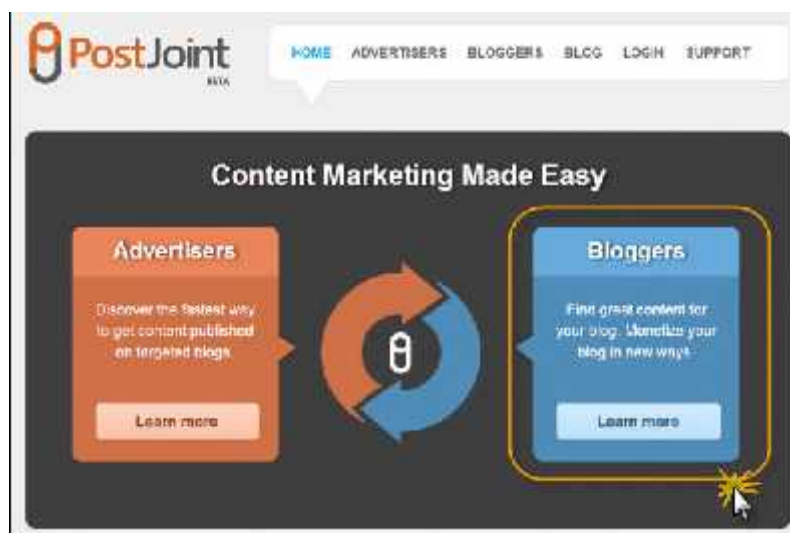 PostJoint
BETA
HOME ADVERTISERS BLOGGERS BLOG LOGIN SUPPORT
Content Marketing Made Easy
Advertisers
Discover the fastest way
to get content published
on targeted blogs.
Learn more
Bloggers
Find great content for
your blog. Monetize your
blog in new ways.
Learn more